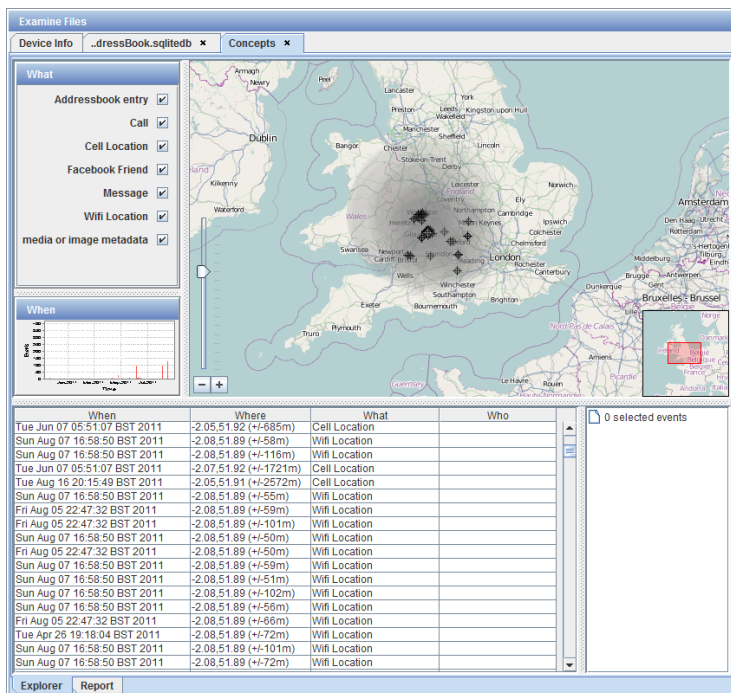 Examine Files
Device Info ..dressBook.sqlitedb × Concepts ×
What
Addressbook entry
Call
Cell Location
Facebook Friend
Message
Wifi Location
media or image metadata
When
Armagh
Newry
Peel
Dublin
Kilkenny
Waterford
Lancaster
York
Preston
Leeds
Kingston upon Hull
Wakefield
Manchester
Sheffield
Bangor
Chester
Lincoln
Stoke-on-Trent
Derby
Leicester
England
Norwich
Coventry
Ely
Wales
Northampton
Cambridge
Ipswich
Colchester
Chelmsford
Swansea
Newport
Cardiff
Bristol
Reading
London
Rochester
Canterbury
Wells
Winchester
Southampton
Brighton
Exeter
Bournemouth
Plymouth
Truro
Amsterdam
Den Haag
Utrecht
Rotterdam
's-Hertogenb
Middelburg
Eindh
Dunkerque
Brugge
Antwerpen
Gent
Bruxelles - Brussel
Lille
Nord-Pas de Calais
Amiens
Picardie
Guernsey
Le Havre
Rouen
When Where What Who
Tue Jun 07 05:51:07 BST 2011 -2.05,51.92 (+/-685m) Cell Location
Sun Aug 07 16:58:50 BST 2011 -2.08,51.89 (+/-58m) Wifi Location
Sun Aug 07 16:58:50 BST 2011 -2.08,51.89 (+/-116m) Wifi Location
Tue Jun 07 05:51:07 BST 2011 -2.07,51.92 (+/-1721m) Cell Location
Tue Aug 16 20:15:49 BST 2011 -2.05,51.91 (+/-2572m) Cell Location
Sun Aug 07 16:58:50 BST 2011 -2.08,51.89 (+/-55m) Wifi Location
Fri Aug 05 22:47:32 BST 2011 -2.08,51.89 (+/-59m) Wifi Location
Fri Aug 05 22:47:32 BST 2011 -2.08,51.89 (+/-101m) Wifi Location
Sun Aug 07 16:58:50 BST 2011 -2.08,51.89 (+/-50m) Wifi Location
Fri Aug 05 22:47:32 BST 2011 -2.08,51.89 (+/-50m) Wifi Location
Sun Aug 07 16:58:50 BST 2011 -2.08,51.89 (+/-59m) Wifi Location
Sun Aug 07 16:58:50 BST 2011 -2.08,51.89 (+/-51m) Wifi Location
Sun Aug 07 16:58:50 BST 2011 -2.08,51.89 (+/-102m) Wifi Location
Sun Aug 07 16:58:50 BST 2011 -2.08,51.89 (+/-56m) Wifi Location
Fri Aug 05 22:47:32 BST 2011 -2.08,51.89 (+/-66m) Wifi Location
Tue Apr 26 19:18:04 BST 2011 -2.08,51.89 (+/-72m) Wifi Location
Sun Aug 07 16:58:50 BST 2011 -2.08,51.89 (+/-101m) Wifi Location
Sun Aug 07 16:58:50 BST 2011 -2.08,51.89 (+/-72m) Wifi Location
0 selected events
Explorer Report